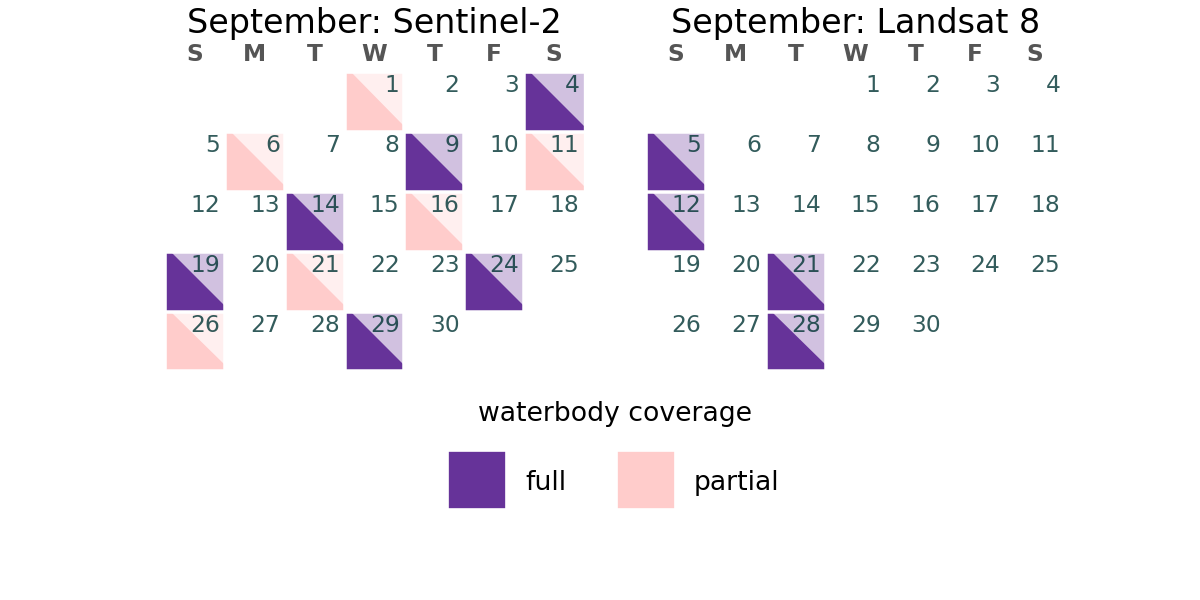 September: Sentinel-2
S M T W T F S
1 2 3 4
5 6 7 8 9 10 11
12 13 14 15 16 17 18
19 20 21 22 23 24 25
26 27 28 29 30
September: Landsat 8
S M T W T F S
1 2 3 4
5 6 7 8 9 10 11
12 13 14 15 16 17 18
19 20 21 22 23 24 25
26 27 28 29 30
waterbody coverage
full
partial